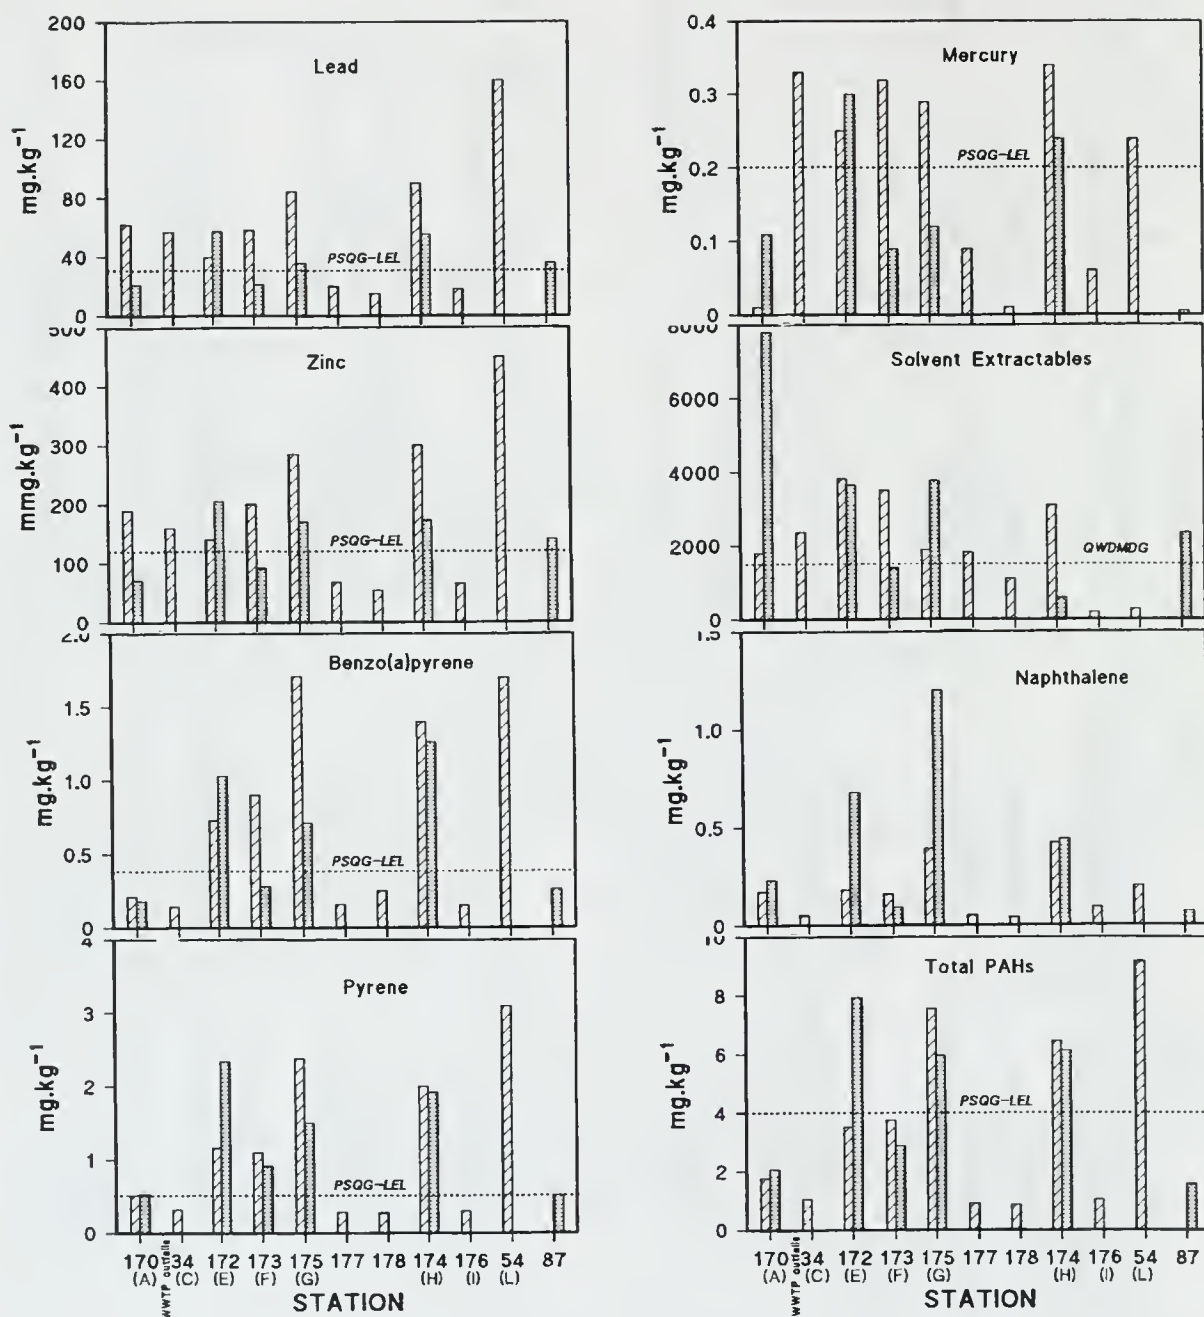 200
160
120
80
40
0
mg.kg⁻¹
Lead
PSQG-LEL
0.4
0.3
0.2
0.1
0
mg.kg⁻¹
Mercury
PSQG-LEL
500
400
300
200
100
0
mmg.kg⁻¹
Zinc
PSQG-LEL
8000
6000
4000
2000
0
mg.kg⁻¹
Solvent Extractables
QWDMDG
2.0
1.5
1.0
0.5
0
mg.kg⁻¹
Benzo(a)pyrene
PSQG-LEL
1.5
1.0
0.5
0
mg.kg⁻¹
Naphthalene
4
3
2
1
0
mg.kg⁻¹
Pyrene
PSQG-LEL
170 34 172 173 175 177 178 174 176 54 87
(A) (C) (E) (F) (G) (H) (I) (L)
WWTP outfalls
STATION
10
8
6
4
2
0
mg.kg⁻¹
Total PAHs
PSQG-LEL
170 34 172 173 175 177 178 174 176 54 87
(A) (C) (E) (F) (G) (H) (I) (L)
WWTP outfalls
STATION